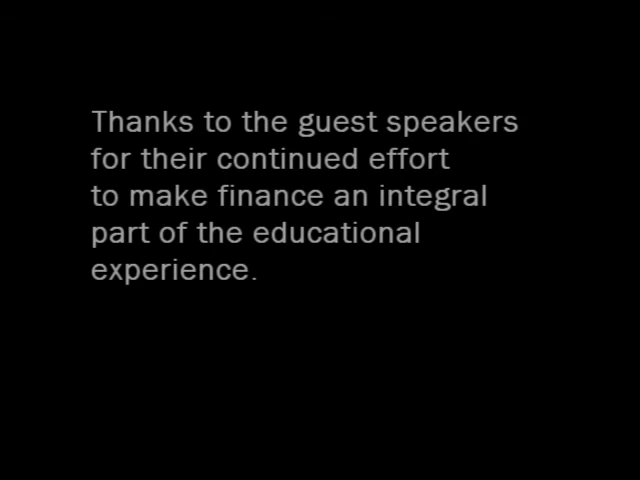 Thanks to the guest speakers
for their continued effort
to make finance an integral
part of the educational
experience.